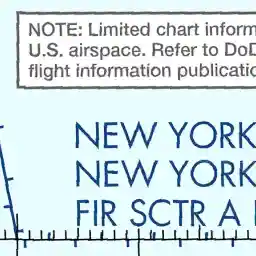 NOTE: Limited chart inform
U.S. airspace. Refer to DoD
flight information publicatio
NEW YORK
NEW YORK
FIR SCTR A